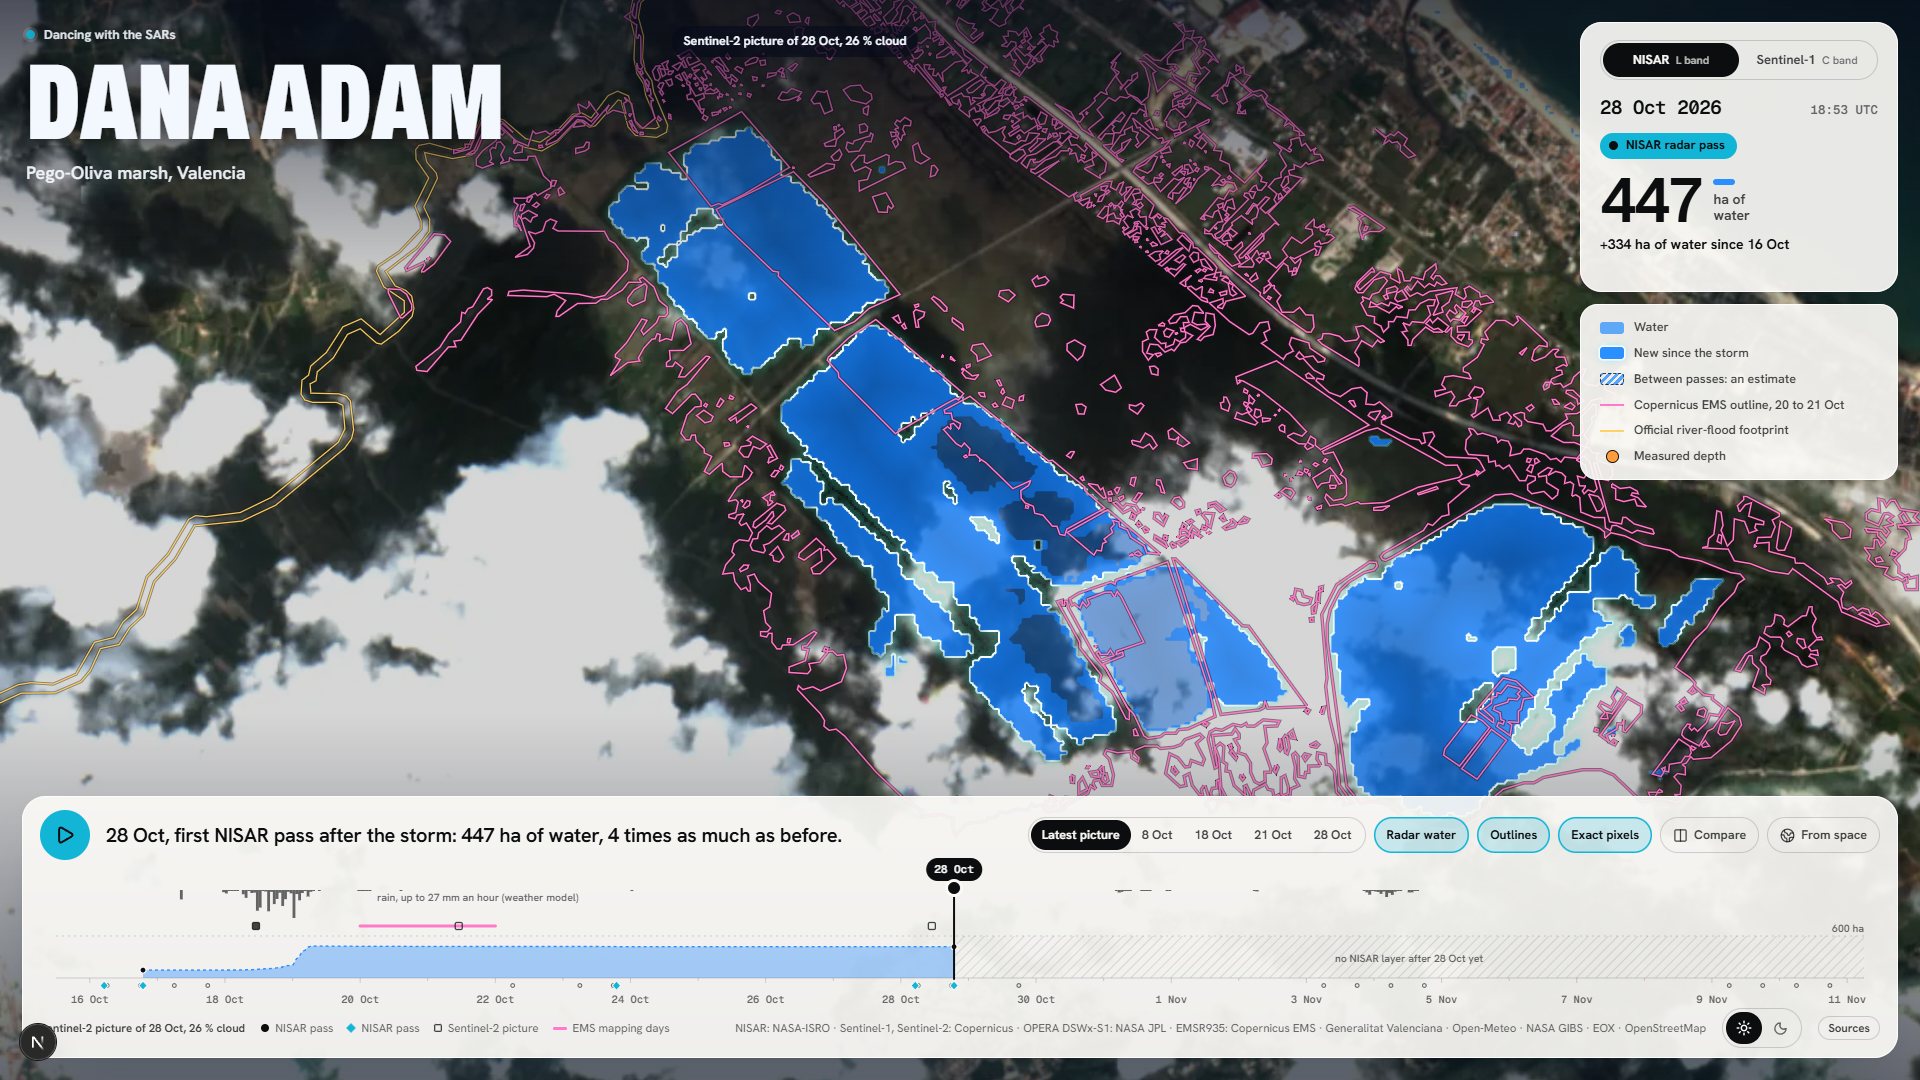 Dancing with the SARs
DANA ADAM
Pego-Oliva marsh, Valencia
Sentinel-2 picture of 28 Oct, 26 % cloud
NISAR L band
Sentinel-1 C band
28 Oct 2026
18:53 UTC
NISAR radar pass
447
ha of
water
+334 ha of water since 16 Oct
Water
New since the storm
Between passes: an estimate
Copernicus EMS outline, 20 to 21 Oct
Official river-flood footprint
Measured depth
28 Oct, first NISAR pass after the storm: 447 ha of water, 4 times as much as before.
Latest picture 8 Oct 18 Oct 21 Oct 28 Oct
Radar water
Outlines
Exact pixels
Compare
From space
28 Oct
rain, up to 27 mm an hour (weather model)
600 ha
no NISAR layer after 28 Oct yet
16 Oct 18 Oct 20 Oct 22 Oct 24 Oct 26 Oct 28 Oct 30 Oct 1 Nov 3 Nov 5 Nov 7 Nov 9 Nov 11 Nov
ntinel-2 picture of 28 Oct, 26 % cloud
NISAR pass
NISAR pass
Sentinel-2 picture
EMS mapping days
NISAR: NASA-ISRO · Sentinel-1, Sentinel-2: Copernicus · OPERA DSWx-S1: NASA JPL · EMSR935: Copernicus EMS · Generalitat Valenciana · Open-Meteo · NASA GIBS · EOX · OpenStreetMap
Sources
N